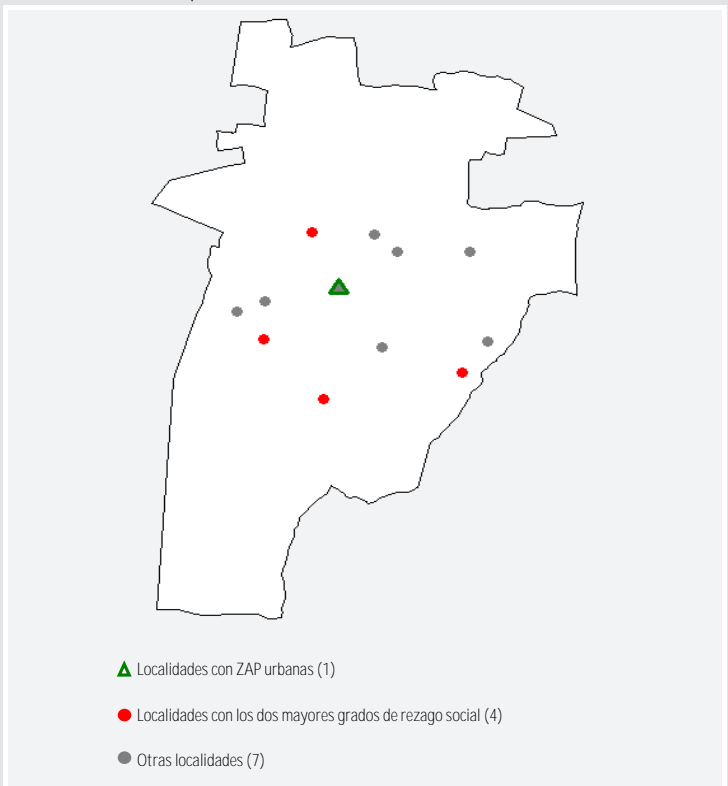 Localidades con ZAP urbanas (1)
Localidades con los dos mayores grados de rezago social (4)
Otras localidades (7)